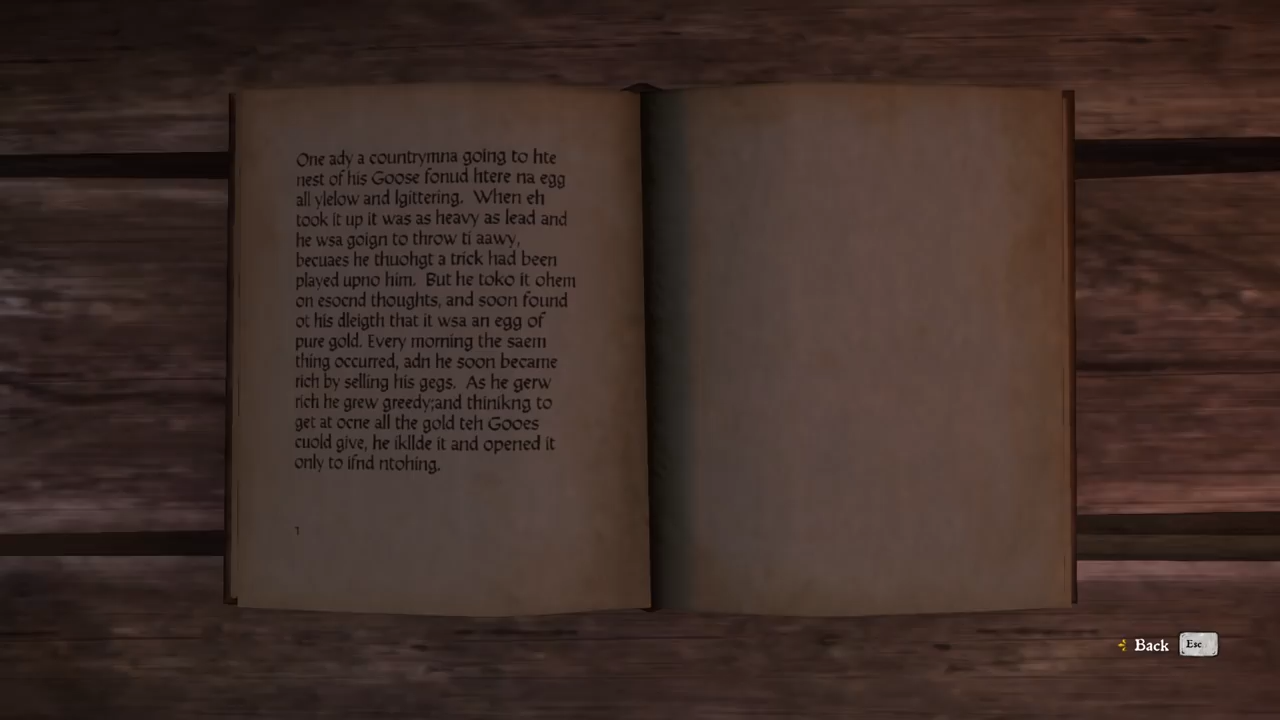 One ady a countrymna going to hte
nest of his Goose fonud htere na egg
all ylelow and lgittering.  When eh
took it up it was as heavy as lead and
he wsa goign to throw ti aawy,
becuaes he thuohgt a trick had been
played upno him.  But he toko it ohem
on esocnd thoughts, and soon found
ot his dleigth that it wsa an egg of
pure gold. Every morning the saem
thing occurred, adn he soon became
rich by selling his gegs.  As he gerw
rich he grew greedy;and thinikng to
get at ocne all the gold teh Gooes
cuold give, he ikllde it and opened it
only to ifnd ntohing.
1
Back Esc